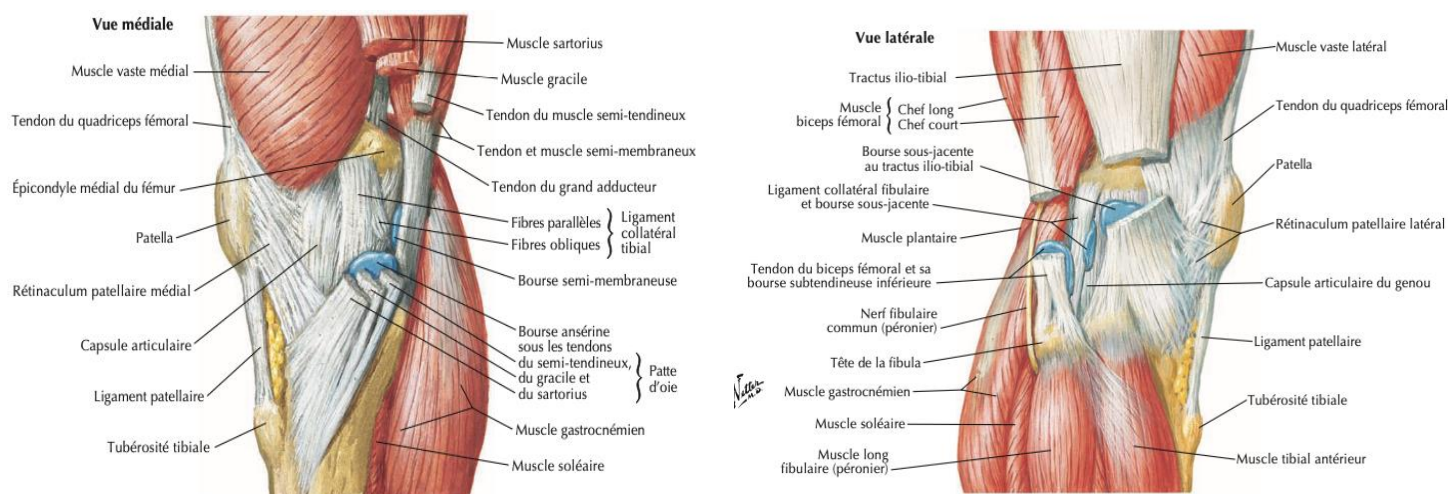 Vue médiale
Muscle vaste médial
Tendon du quadriceps fémoral
Épicondyle médial du fémur
Patella
Rétinaculum patellaire médial
Capsule articulaire
Ligament patellaire
Tubérosité tibiale
Muscle sartorius
Muscle gracile
Tendon du muscle semi-tendineux
Tendon et muscle semi-membraneux
Tendon du grand adducteur
Fibres parallèles
Fibres obliques
Ligament
collatéral
tibial
Bourse semi-membraneuse
Bourse ansérine
sous les tendons
du semi-tendineux,
du gracile et
du sartorius
Patte
d'oie
Muscle gastrocnémien
Muscle soléaire
Vue latérale
Tractus ilio-tibial
Muscle
biceps fémoral
Chef long
Chef court
Bourse sous-jacente
au tractus ilio-tibial
Ligament collatéral fibulaire
et bourse sous-jacente
Muscle plantaire
Tendon du biceps fémoral et sa
bourse subtendineuse inférieure
Nerf fibulaire
commun (péronier)
Tête de la fibula
Muscle gastrocnémien
Muscle soléaire
Muscle long
fibulaire (péronier)
Muscle vaste latéral
Tendon du quadriceps fémoral
Patella
Rétinaculum patellaire latéral
Capsule articulaire du genou
Ligament patellaire
Tubérosité tibiale
Muscle tibial antérieur
Netter
M.D.